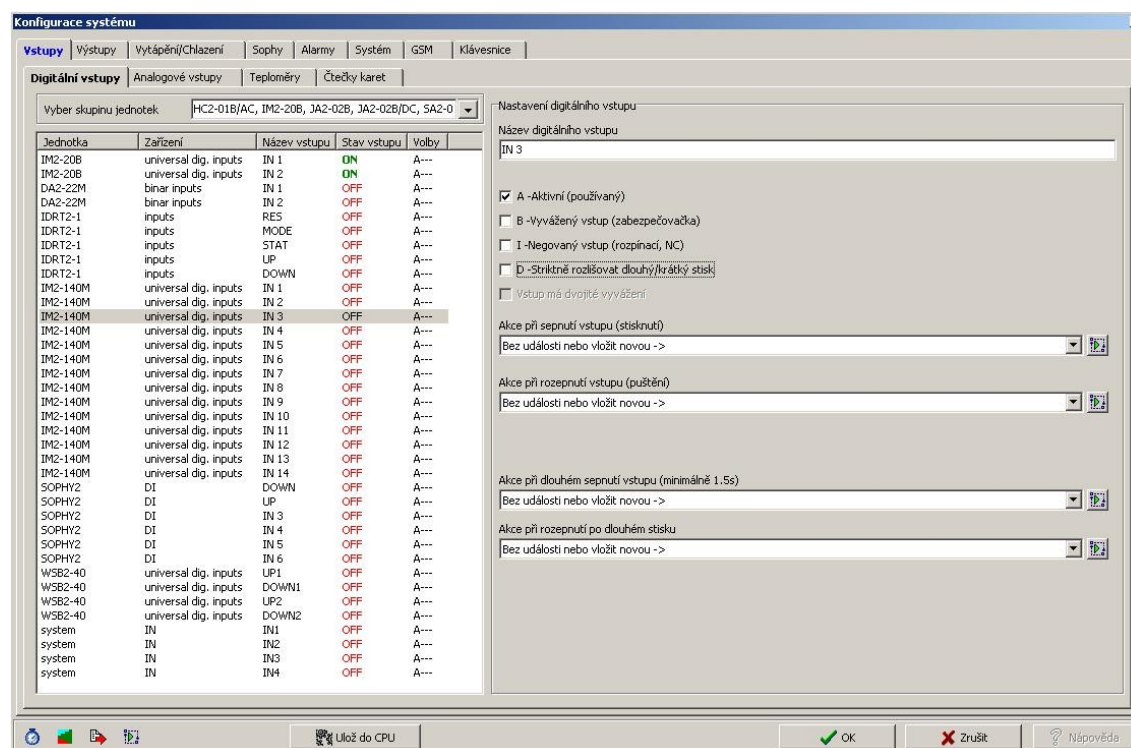 Konfigurace systému
Vstupy Výstupy Vytápění/Chlazení Sophy Alarmy Systém GSM Klávesnice
Digitální vstupy Analogové vstupy Teploměry Čtečky karet
Vyber skupinu jednotek HC2-01B/AC, IM2-20B, JA2-02B, JA2-02B/DC, SA2-0
Jednotka Zařízení Název vstupu Stav vstupu Volby
IM2-20B universal dig. inputs IN 1 ON A---
IM2-20B universal dig. inputs IN 2 ON A---
DA2-22M binar inputs IN 1 OFF A---
DA2-22M binar inputs IN 2 OFF A---
IDRT2-1 inputs RES OFF A---
IDRT2-1 inputs MODE OFF A---
IDRT2-1 inputs STAT OFF A---
IDRT2-1 inputs UP OFF A---
IDRT2-1 inputs DOWN OFF A---
IM2-140M universal dig. inputs IN 1 OFF A---
IM2-140M universal dig. inputs IN 2 OFF A---
IM2-140M universal dig. inputs IN 3 OFF A---
IM2-140M universal dig. inputs IN 4 OFF A---
IM2-140M universal dig. inputs IN 5 OFF A---
IM2-140M universal dig. inputs IN 6 OFF A---
IM2-140M universal dig. inputs IN 7 OFF A---
IM2-140M universal dig. inputs IN 8 OFF A---
IM2-140M universal dig. inputs IN 9 OFF A---
IM2-140M universal dig. inputs IN 10 OFF A---
IM2-140M universal dig. inputs IN 11 OFF A---
IM2-140M universal dig. inputs IN 12 OFF A---
IM2-140M universal dig. inputs IN 13 OFF A---
IM2-140M universal dig. inputs IN 14 OFF A---
SOPHY2 DI DOWN OFF A---
SOPHY2 DI UP OFF A---
SOPHY2 DI IN 3 OFF A---
SOPHY2 DI IN 4 OFF A---
SOPHY2 DI IN 5 OFF A---
SOPHY2 DI IN 6 OFF A---
WSB2-40 universal dig. inputs UP1 OFF A---
WSB2-40 universal dig. inputs DOWN1 OFF A---
WSB2-40 universal dig. inputs UP2 OFF A---
WSB2-40 universal dig. inputs DOWN2 OFF A---
system IN IN1 OFF A---
system IN IN2 OFF A---
system IN IN3 OFF A---
system IN IN4 OFF A---
Nastavení digitálního vstupu
Název digitálního vstupu
IN 3
A -Aktivní (používaný)
B -Vyvážený vstup (zabezpečovačka)
I -Negovaný vstup (rozpínací, NC)
D -Striktně rozlišovat dlouhý/krátký stisk
Vstup má dvojité vyvážení
Akce při sepnutí vstupu (stisknutí)
Bez události nebo vložit novou ->
Akce při rozepnutí vstupu (puštění)
Bez události nebo vložit novou ->
Akce při dlouhém sepnutí vstupu (minimálně 1.5s)
Bez události nebo vložit novou ->
Akce při rozepnutí po dlouhém stisku
Bez události nebo vložit novou ->
Ulož do CPU OK Zrušit Nápověda